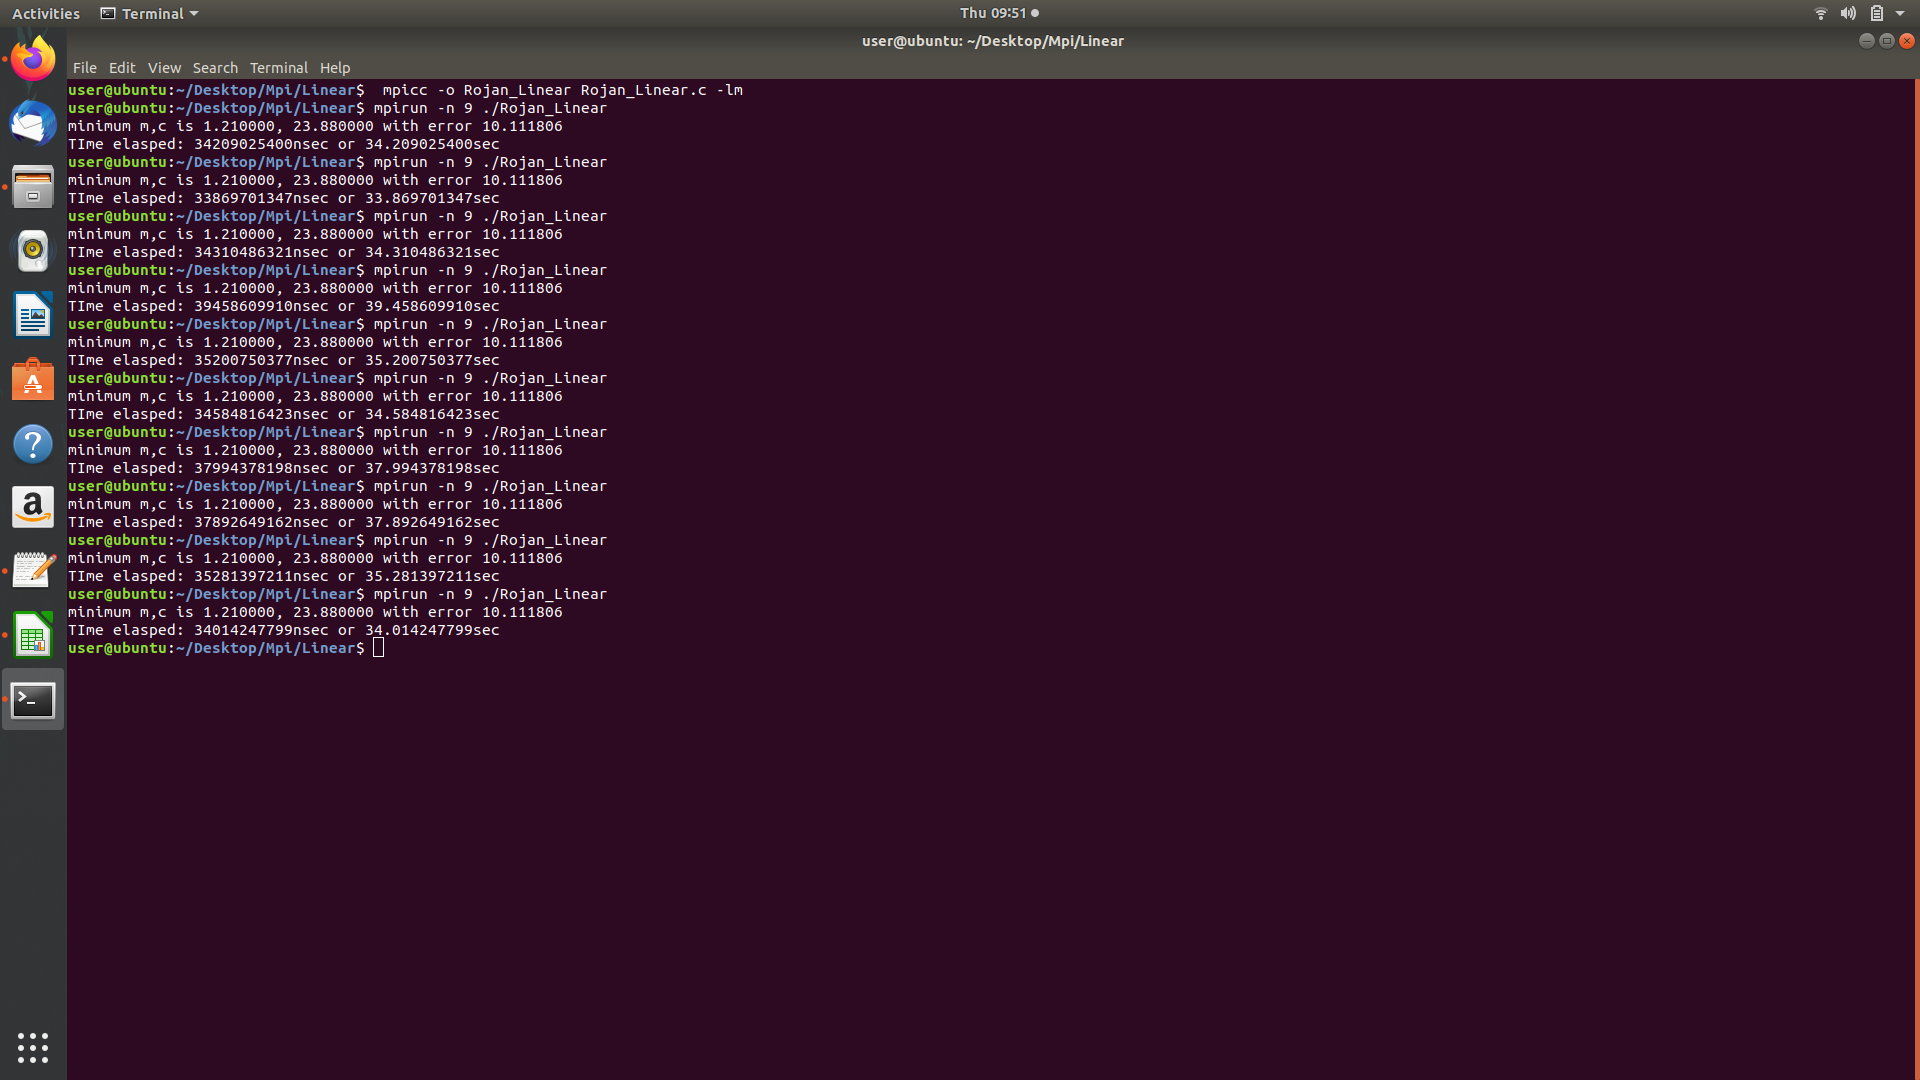 Activities Terminal Thu 09:51
user@ubuntu: ~/Desktop/Mpi/Linear
File Edit View Search Terminal Help
user@ubuntu:~/Desktop/Mpi/Linear$  mpicc -o Rojan_Linear Rojan_Linear.c -lm
user@ubuntu:~/Desktop/Mpi/Linear$ mpirun -n 9 ./Rojan_Linear
minimum m,c is 1.210000, 23.880000 with error 10.111806
TIme elasped: 34209025400nsec or 34.209025400sec
user@ubuntu:~/Desktop/Mpi/Linear$ mpirun -n 9 ./Rojan_Linear
minimum m,c is 1.210000, 23.880000 with error 10.111806
TIme elasped: 33869701347nsec or 33.869701347sec
user@ubuntu:~/Desktop/Mpi/Linear$ mpirun -n 9 ./Rojan_Linear
minimum m,c is 1.210000, 23.880000 with error 10.111806
TIme elasped: 34310486321nsec or 34.310486321sec
user@ubuntu:~/Desktop/Mpi/Linear$ mpirun -n 9 ./Rojan_Linear
minimum m,c is 1.210000, 23.880000 with error 10.111806
TIme elasped: 39458609910nsec or 39.458609910sec
user@ubuntu:~/Desktop/Mpi/Linear$ mpirun -n 9 ./Rojan_Linear
minimum m,c is 1.210000, 23.880000 with error 10.111806
TIme elasped: 35200750377nsec or 35.200750377sec
user@ubuntu:~/Desktop/Mpi/Linear$ mpirun -n 9 ./Rojan_Linear
minimum m,c is 1.210000, 23.880000 with error 10.111806
TIme elasped: 34584816423nsec or 34.584816423sec
user@ubuntu:~/Desktop/Mpi/Linear$ mpirun -n 9 ./Rojan_Linear
minimum m,c is 1.210000, 23.880000 with error 10.111806
TIme elasped: 37994378198nsec or 37.994378198sec
user@ubuntu:~/Desktop/Mpi/Linear$ mpirun -n 9 ./Rojan_Linear
minimum m,c is 1.210000, 23.880000 with error 10.111806
TIme elasped: 37892649162nsec or 37.892649162sec
user@ubuntu:~/Desktop/Mpi/Linear$ mpirun -n 9 ./Rojan_Linear
minimum m,c is 1.210000, 23.880000 with error 10.111806
TIme elasped: 35281397211nsec or 35.281397211sec
user@ubuntu:~/Desktop/Mpi/Linear$ mpirun -n 9 ./Rojan_Linear
minimum m,c is 1.210000, 23.880000 with error 10.111806
TIme elasped: 34014247799nsec or 34.014247799sec
user@ubuntu:~/Desktop/Mpi/Linear$